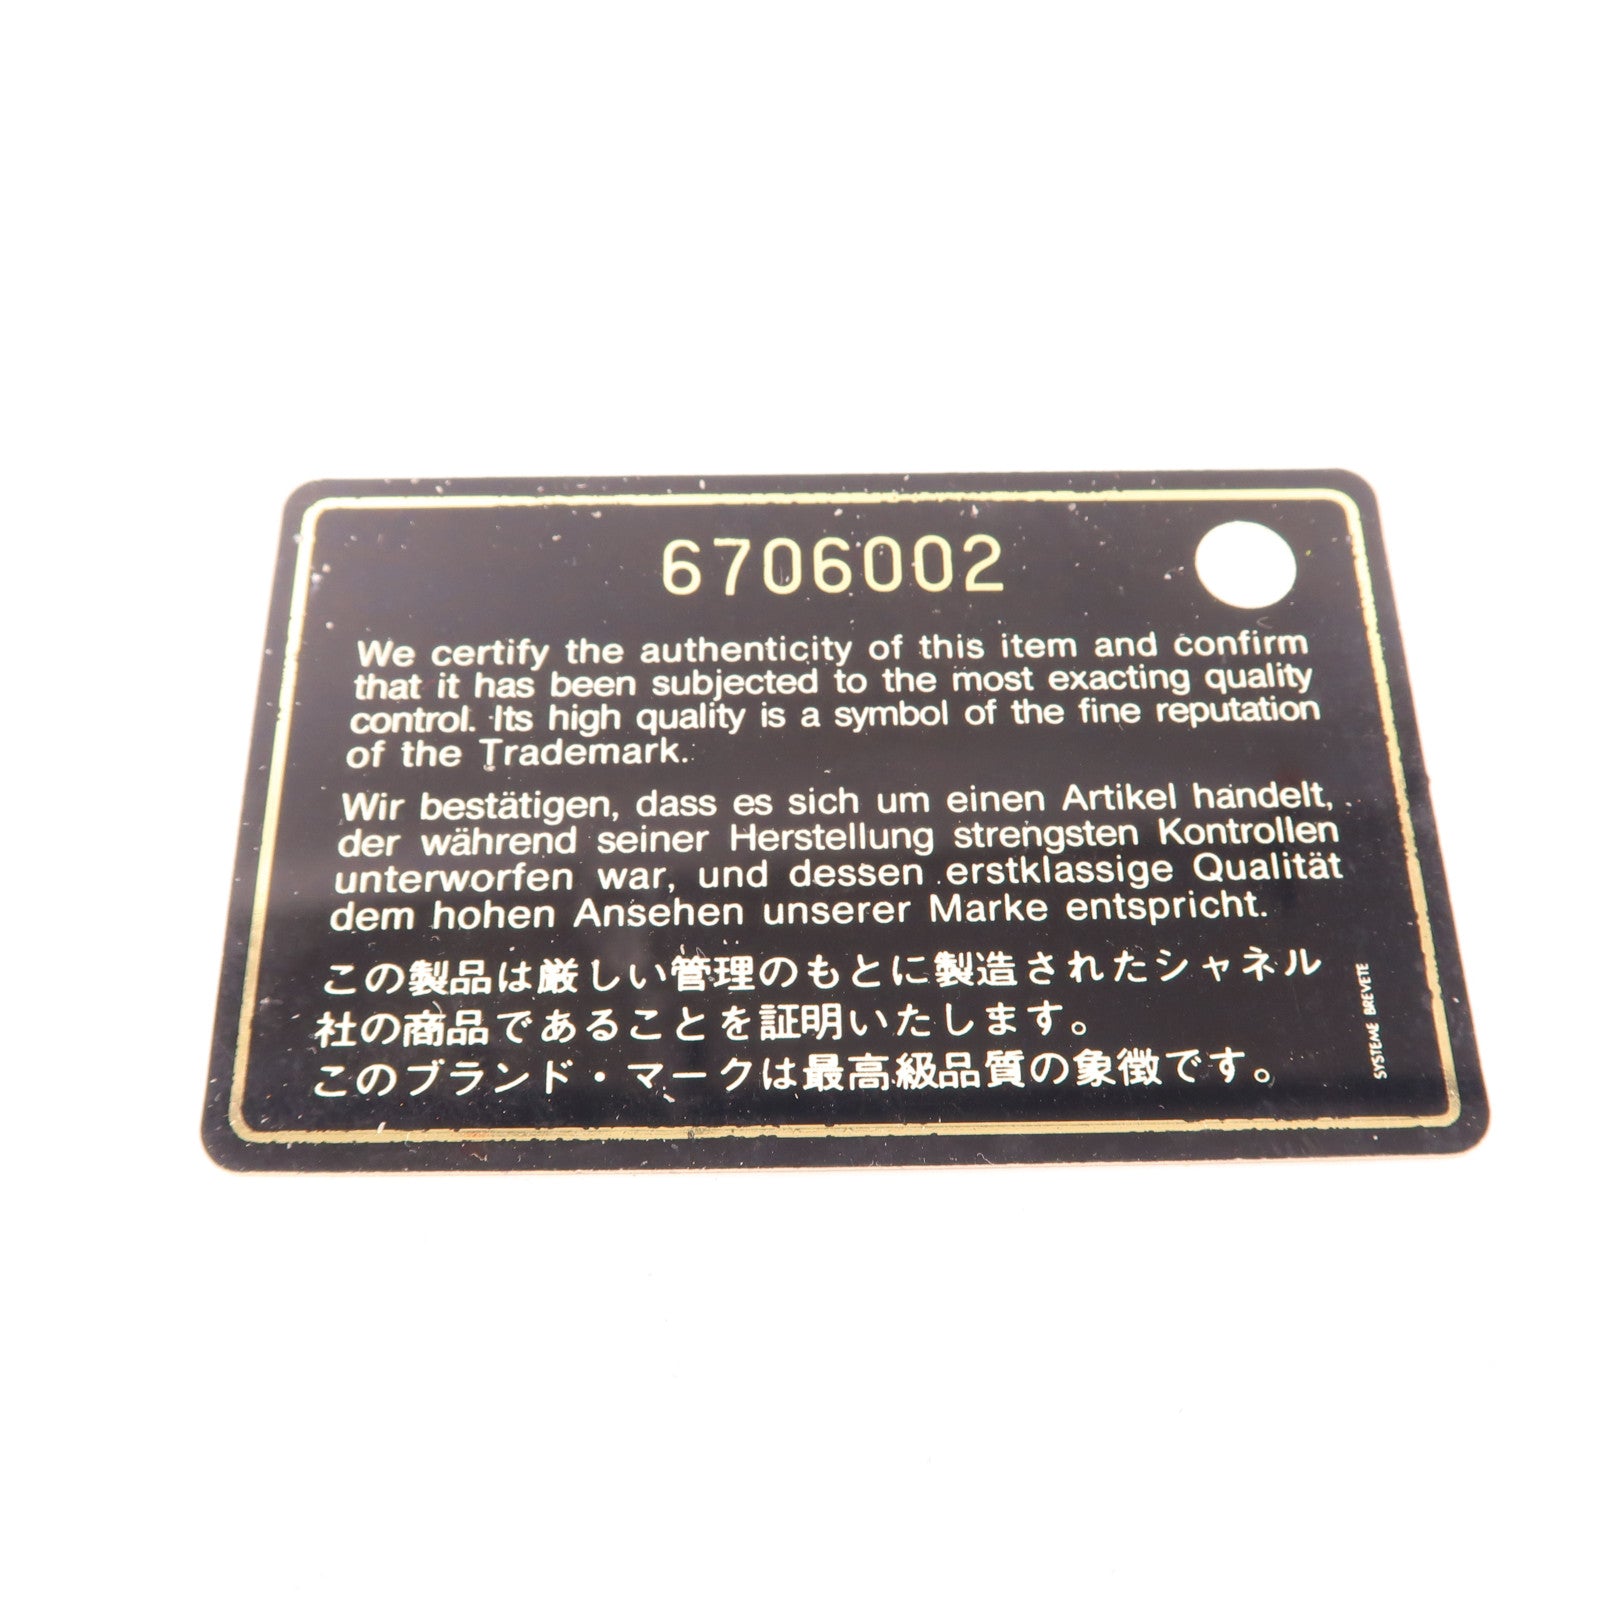 6706002
We certify the authenticity of this item and confirm
that it has been subjected to the most exacting quality
control. Its high quality is a symbol of the fine reputation
of the Trademark.
Wir bestätigen, dass es sich um einen Artikel handelt,
der während seiner Herstellung strengsten Kontrollen
unterworfen war, und dessen erstklassige Qualität
dem hohen Ansehen unserer Marke entspricht.
この製品は厳しい管理のもとに製造されたシャネル
社の商品であることを証明いたします。
このブランド・マークは最高級品質の象徴です。
SYSTEME BREVETE